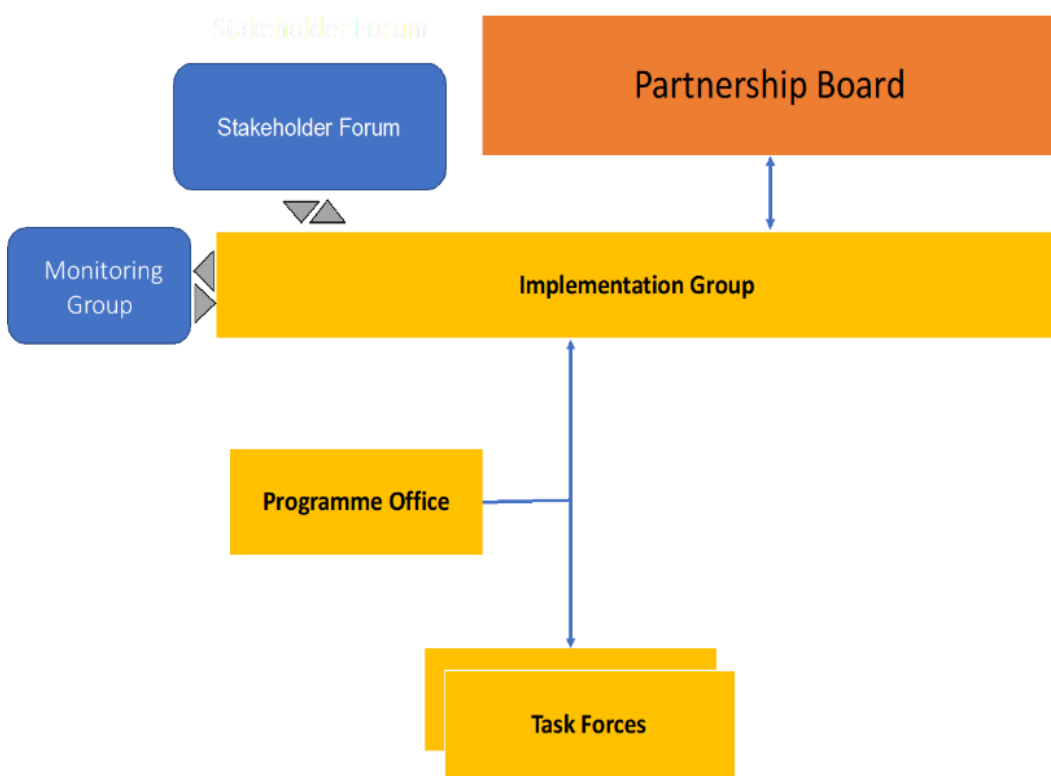 Stakeholder Forum
Partnership Board
Stakeholder Forum
Monitoring
Group
Implementation Group
Programme Office
Task Forces